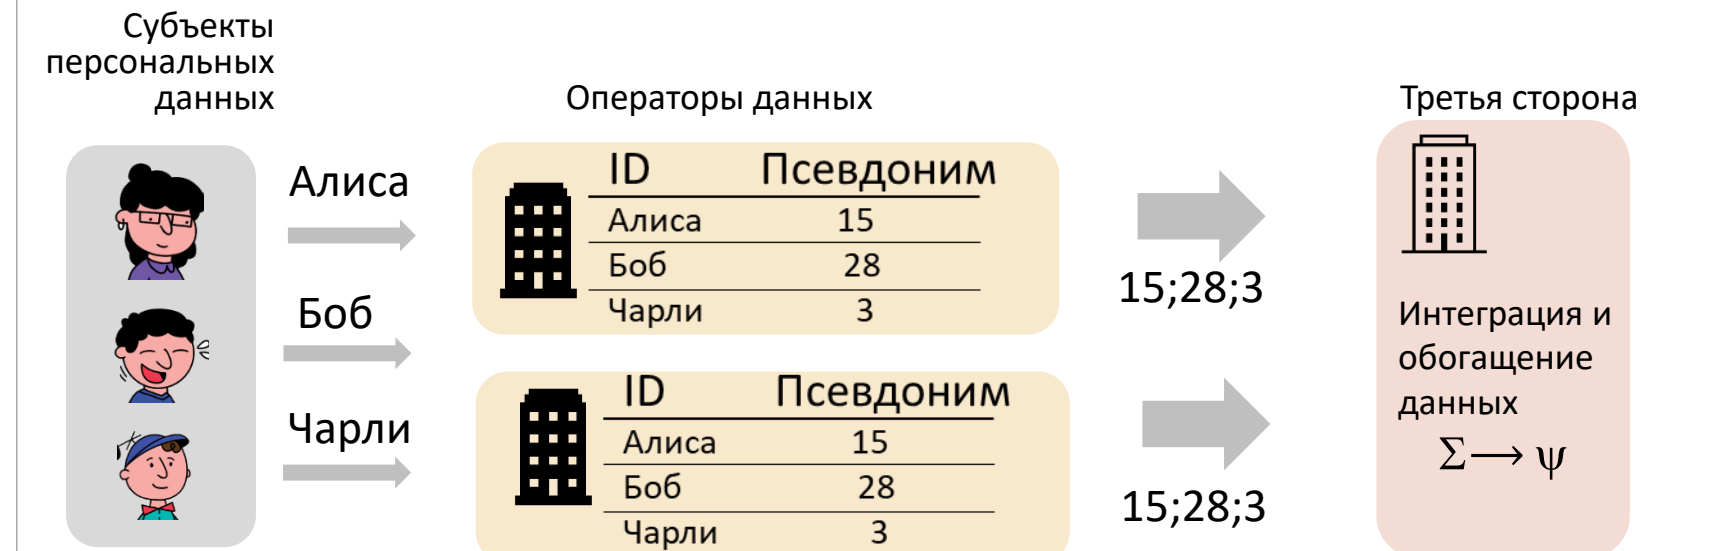 Субъекты
персональных
данных
Операторы данных
Третья сторона
Алиса
Боб
Чарли
ID Псевдоним
Алиса 15
Боб 28
Чарли 3
15;28;3
ID Псевдоним
Алиса 15
Боб 28
Чарли 3
15;28;3
Интеграция и
обогащение
данных
Σ⟶ψ